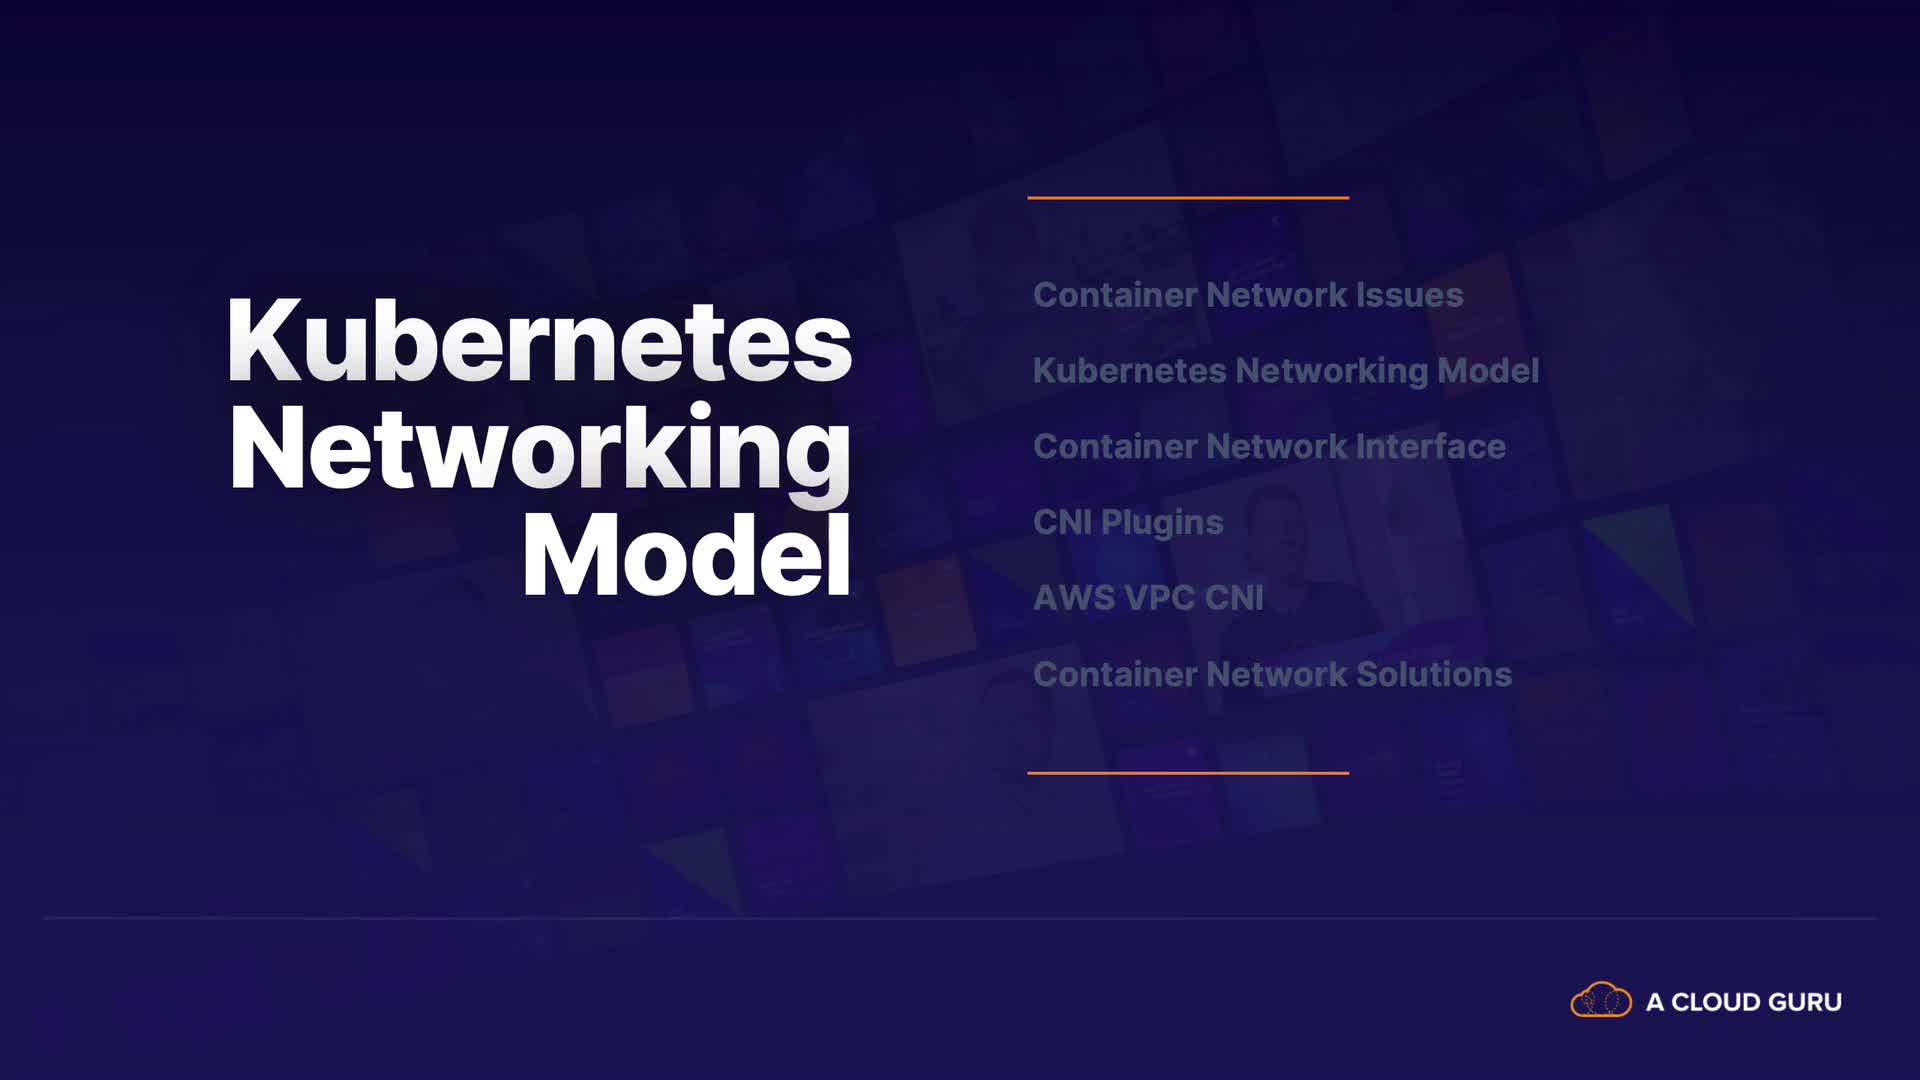 Kubernetes
Networking
Model
Container Network Issues
Kubernetes Networking Model
Container Network Interface
CNI Plugins
AWS VPC CNI
Container Network Solutions
A CLOUD GURU